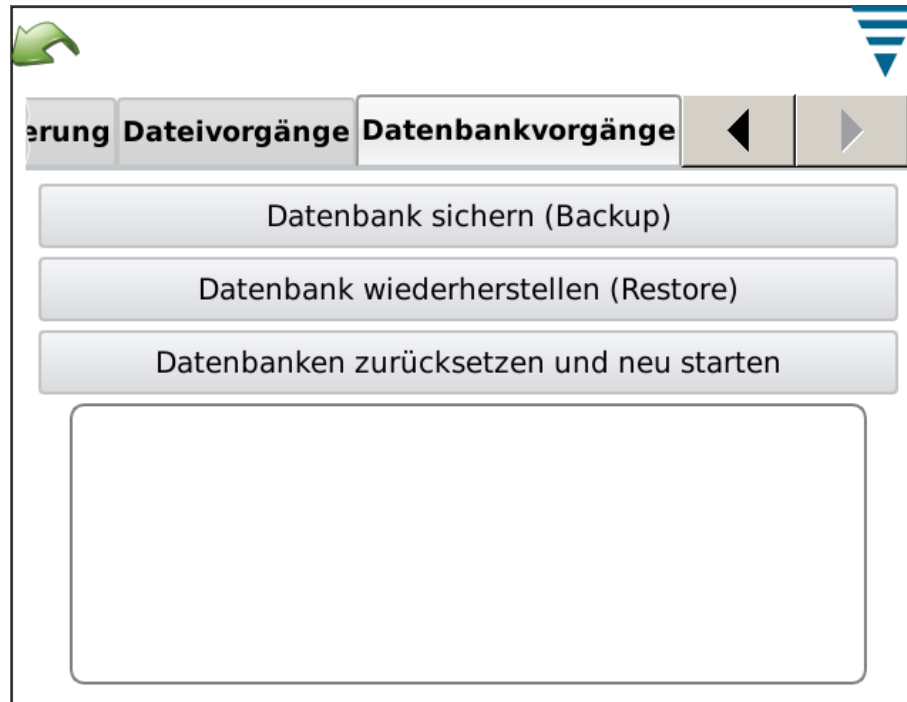 erung Dateivorgänge Datenbankvorgänge
Datenbank sichern (Backup)
Datenbank wiederherstellen (Restore)
Datenbanken zurücksetzen und neu starten